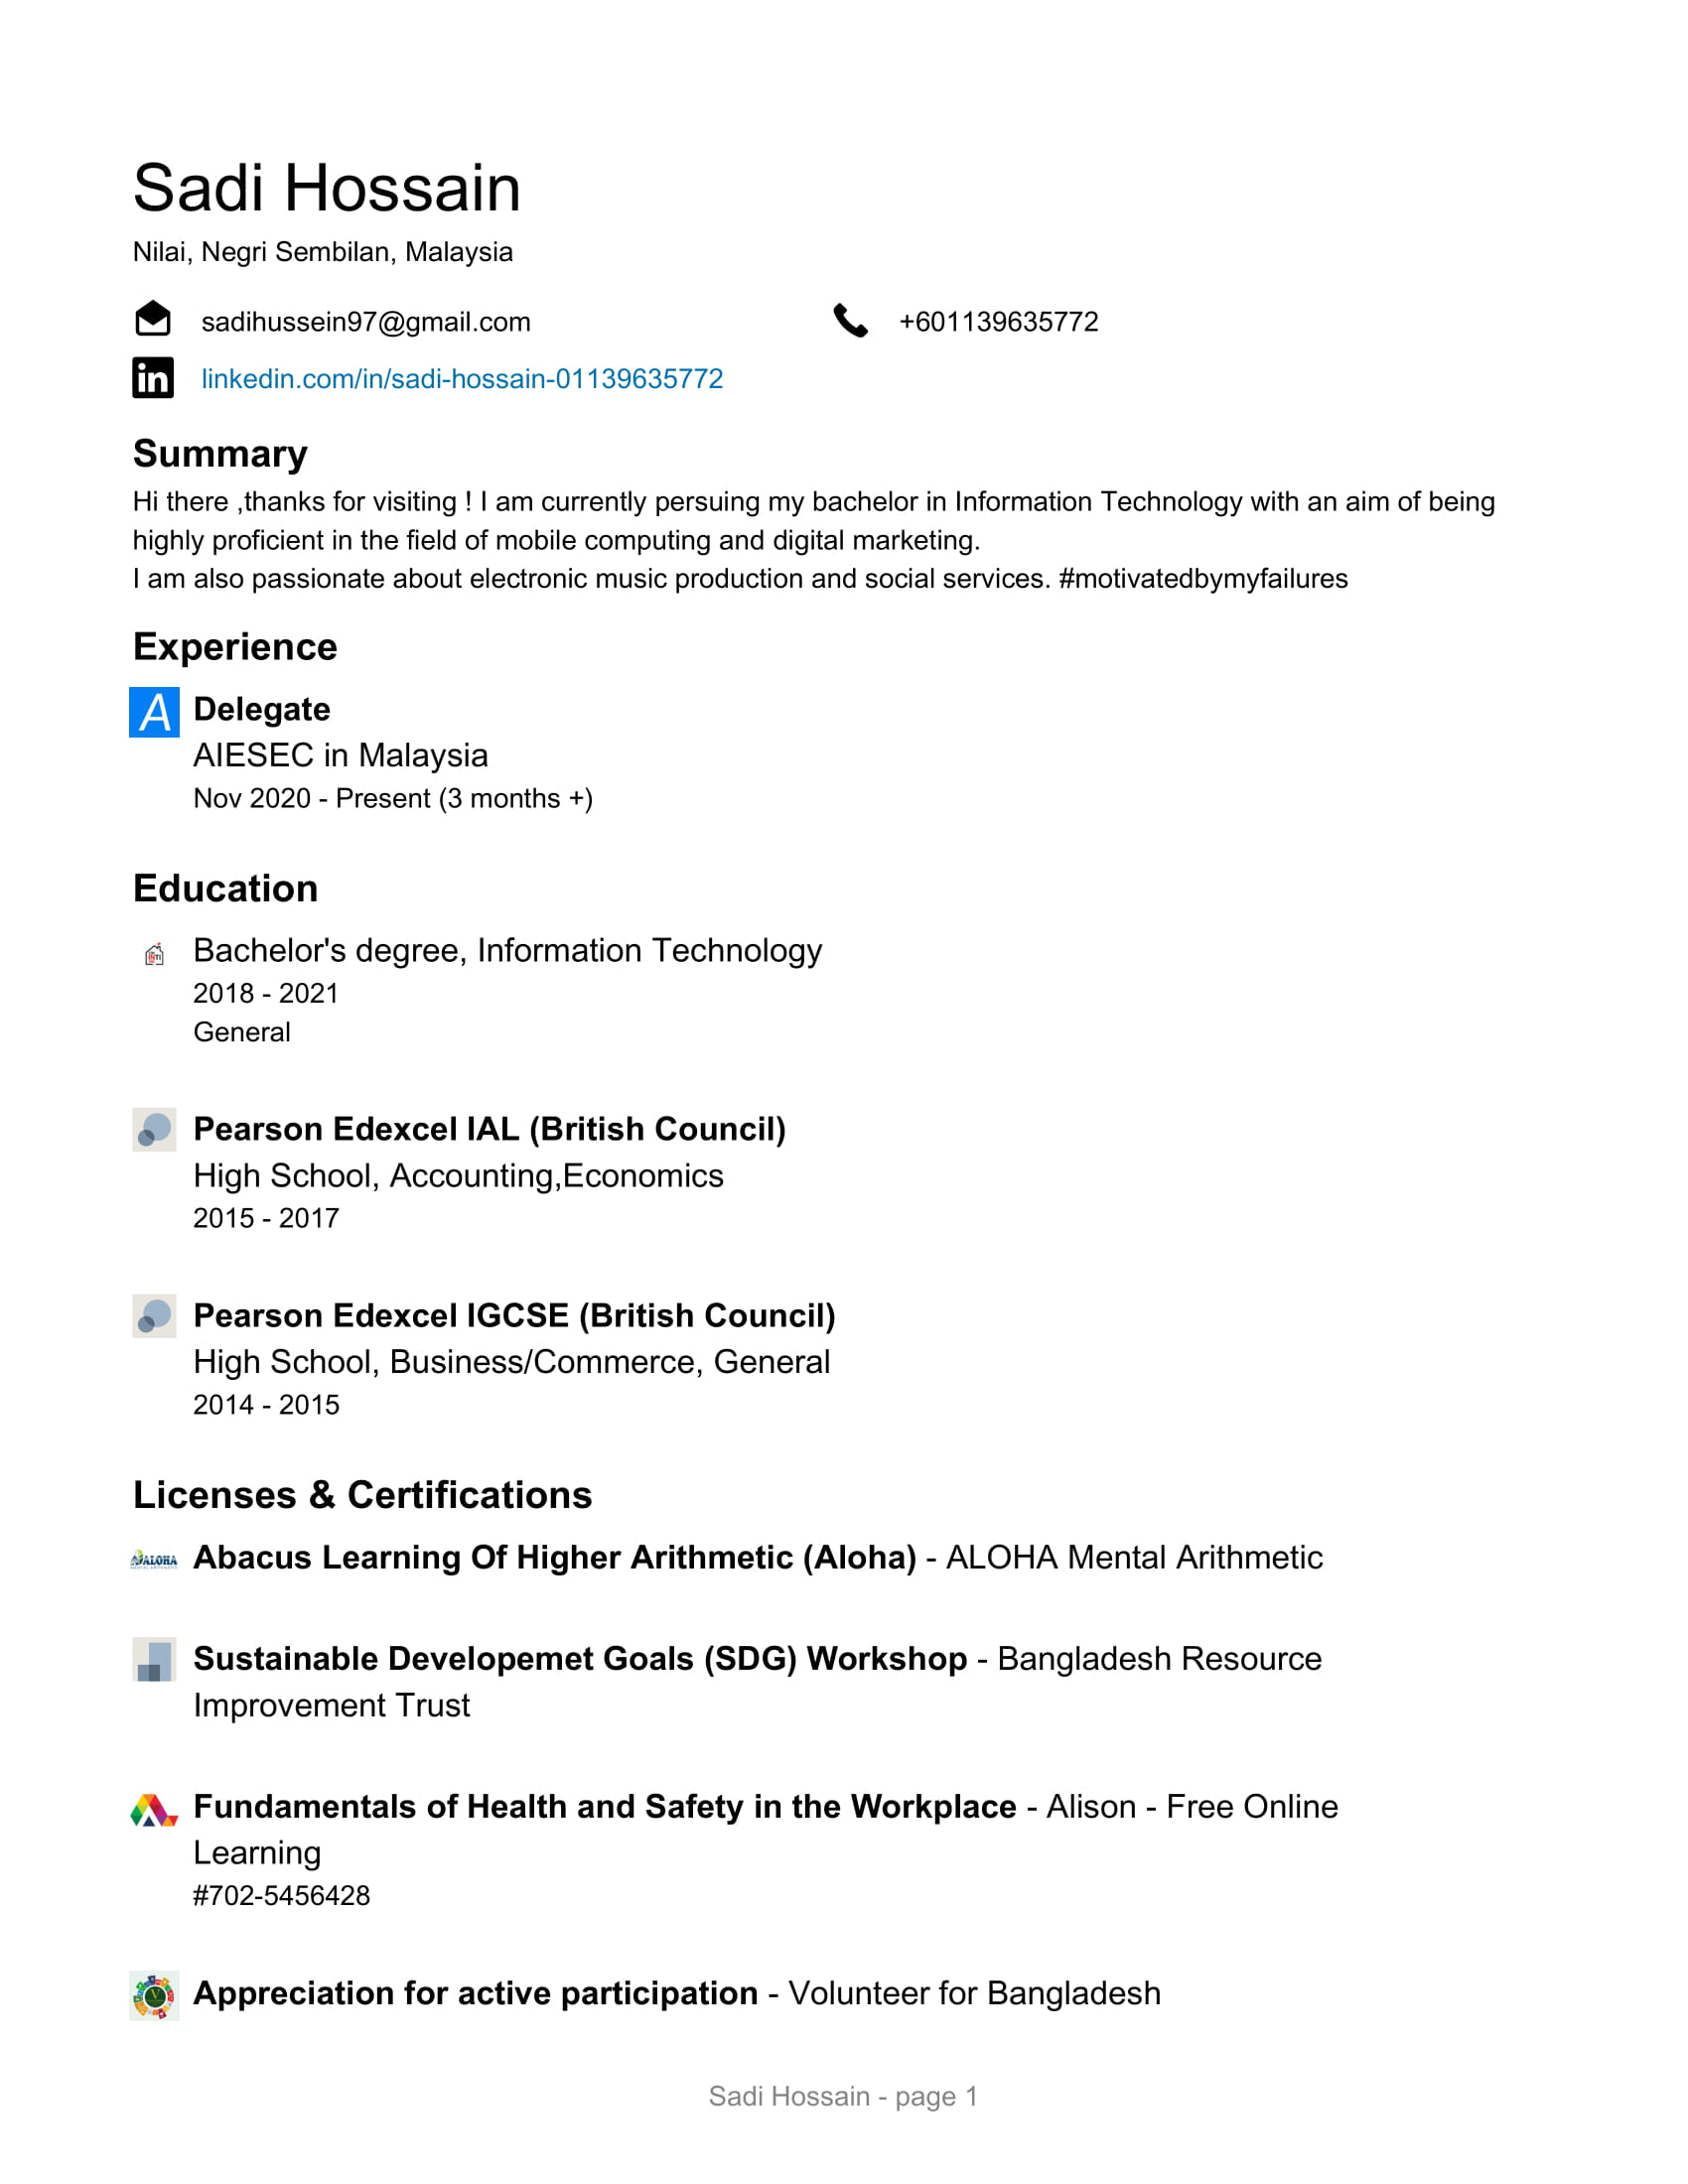 Sadi Hossain
Nilai, Negri Sembilan, Malaysia
sadihussein97@gmail.com +601139635772
in linkedin.com/in/sadi-hossain-01139635772
Summary
Hi there ,thanks for visiting ! I am currently persuing my bachelor in Information Technology with an aim of being
highly proficient in the field of mobile computing and digital marketing.
I am also passionate about electronic music production and social services. #motivatedbymyfailures
Experience
A Delegate
AIESEC in Malaysia
Nov 2020 - Present (3 months +)
Education
Bachelor's degree, Information Technology
2018 - 2021
General
Pearson Edexcel IAL (British Council)
High School, Accounting,Economics
2015 - 2017
Pearson Edexcel IGCSE (British Council)
High School, Business/Commerce, General
2014 - 2015
Licenses & Certifications
ALOHA Abacus Learning Of Higher Arithmetic (Aloha) - ALOHA Mental Arithmetic
Sustainable Developemet Goals (SDG) Workshop - Bangladesh Resource
Improvement Trust
Fundamentals of Health and Safety in the Workplace - Alison - Free Online
Learning
#702-5456428
Appreciation for active participation - Volunteer for Bangladesh
Sadi Hossain - page 1